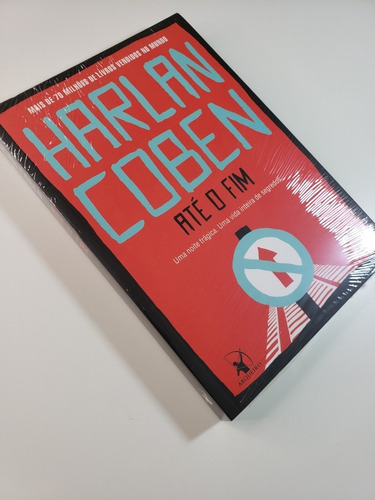 MAIS DE 70 MILHÕES DE LIVROS VENDIDOS NO MUNDO
HARLAN
COBEN
ATÉ O FIM
Uma noite trágica. Uma vida inteira de segredos.
ARQUEIRO